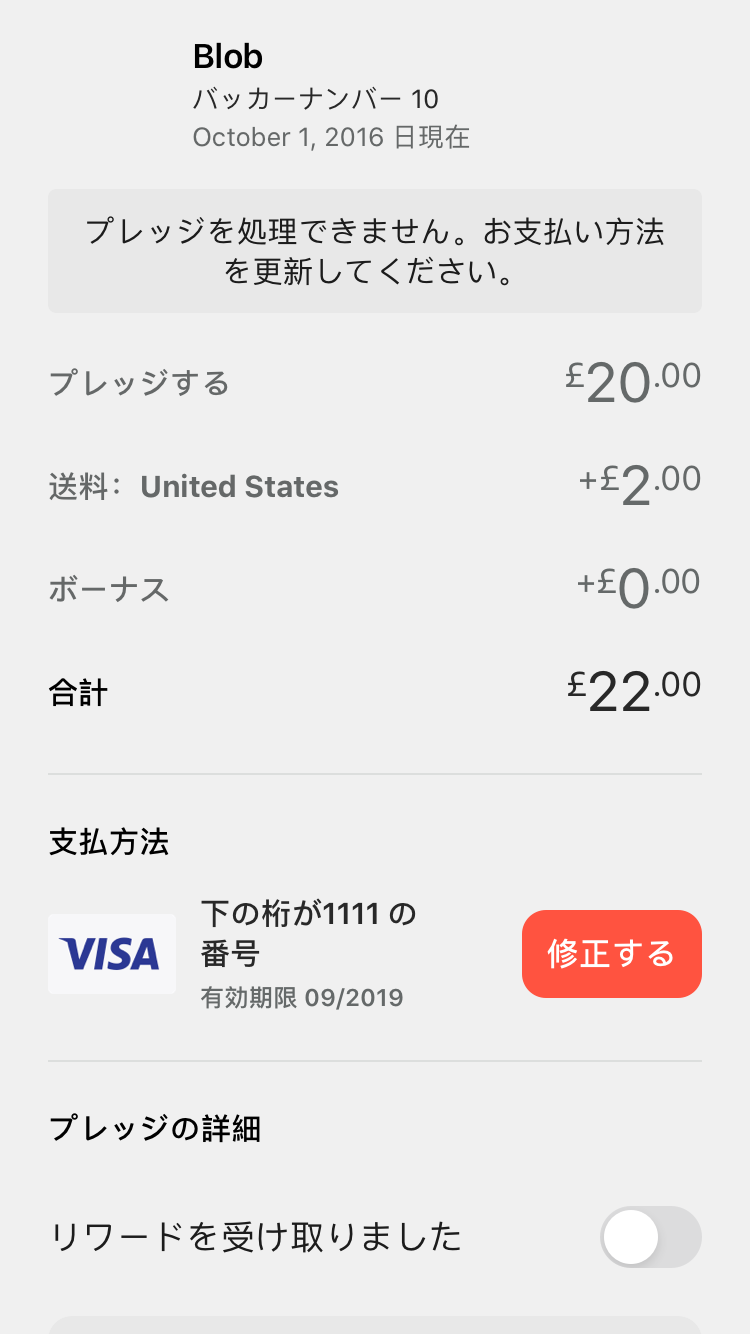 Blob
バッカーナンバー 10
October 1, 2016 日現在
プレッジを処理できません。お支払い方法
を更新してください。
プレッジする £20.00
送料： United States +£2.00
ボーナス +£0.00
合計 £22.00
支払方法
VISA
下の桁が1111 の
番号
有効期限 09/2019
修正する
プレッジの詳細
リワードを受け取りました